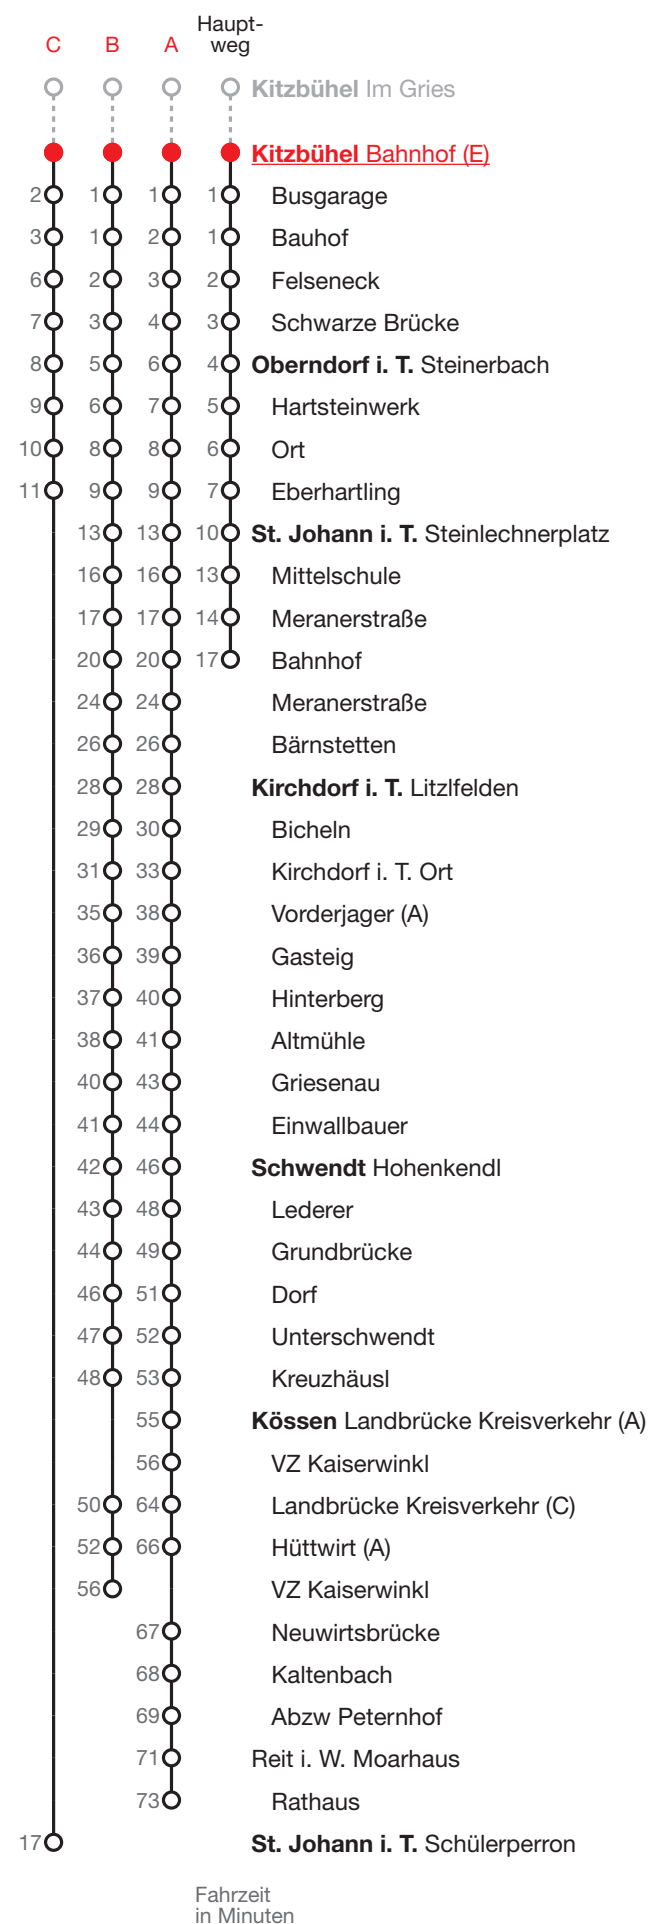 Haupt-
C B A weg
Kitzbühel Im Gries
Kitzbühel Bahnhof (E)
2 1 1 1 Busgarage
3 1 2 1 Bauhof
6 2 3 2 Felseneck
7 3 4 3 Schwarze Brücke
8 5 6 4 Oberndorf i. T. Steinerbach
9 6 7 5 Hartsteinwerk
10 8 8 6 Ort
11 9 9 7 Eberhartling
13 13 10 St. Johann i. T. Steinlechnerplatz
16 16 13 Mittelschule
17 17 14 Meranerstraße
20 20 17 Bahnhof
24 24 Meranerstraße
26 26 Bärnstetten
28 28 Kirchdorf i. T. Litzlfelden
29 30 Bicheln
31 33 Kirchdorf i. T. Ort
35 38 Vorderjager (A)
36 39 Gasteig
37 40 Hinterberg
38 41 Altmühle
40 43 Griesenau
41 44 Einwallbauer
42 46 Schwendt Hohenkendl
43 48 Lederer
44 49 Grundbrücke
46 51 Dorf
47 52 Unterschwendt
48 53 Kreuzhäusl
55 Kössen Landbrücke Kreisverkehr (A)
56 VZ Kaiserwinkl
50 64 Landbrücke Kreisverkehr (C)
52 66 Hüttwirt (A)
56 VZ Kaiserwinkl
67 Neuwirtsbrücke
68 Kaltenbach
69 Abzw Peternhof
71 Reit i. W. Moarhaus
73 Rathaus
17 St. Johann i. T. Schülerperron
Fahrzeit
in Minuten